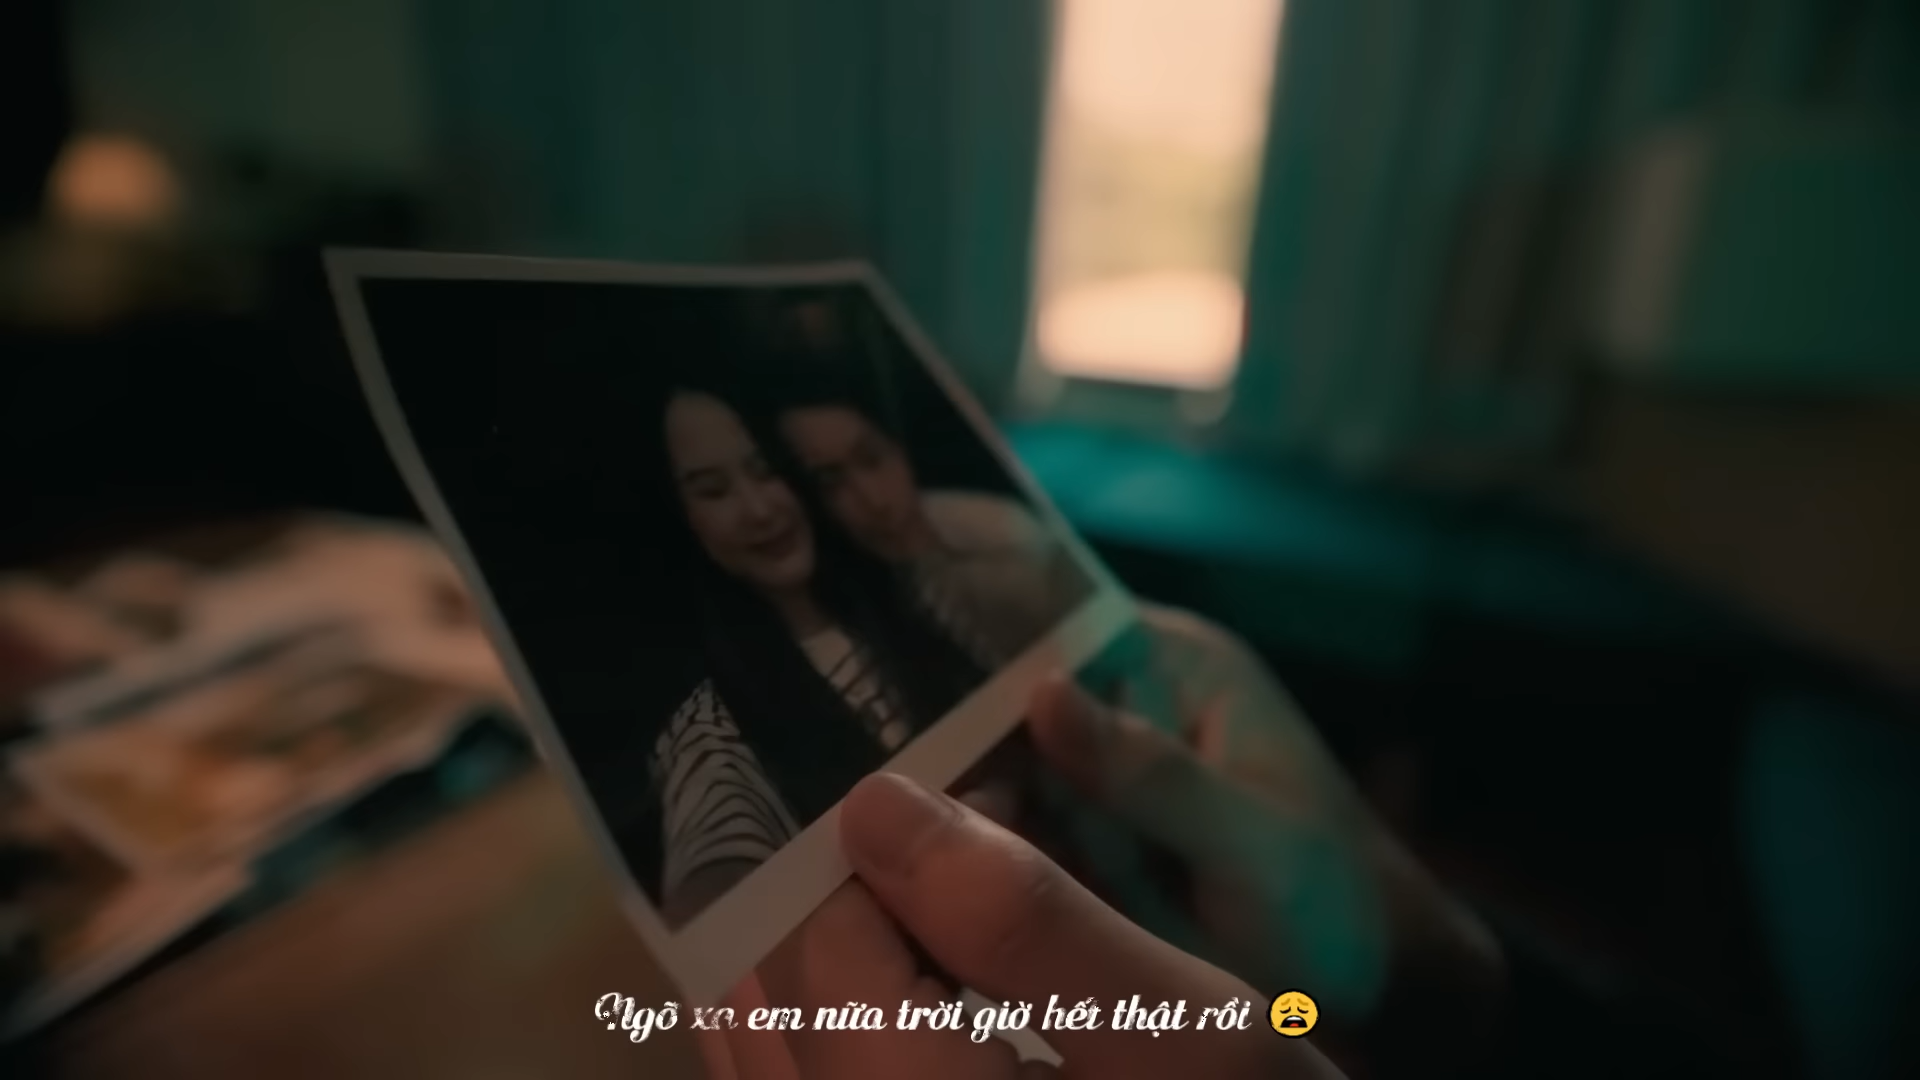 Ngỡ xa em nữa trời giờ hết thật rồi 😩